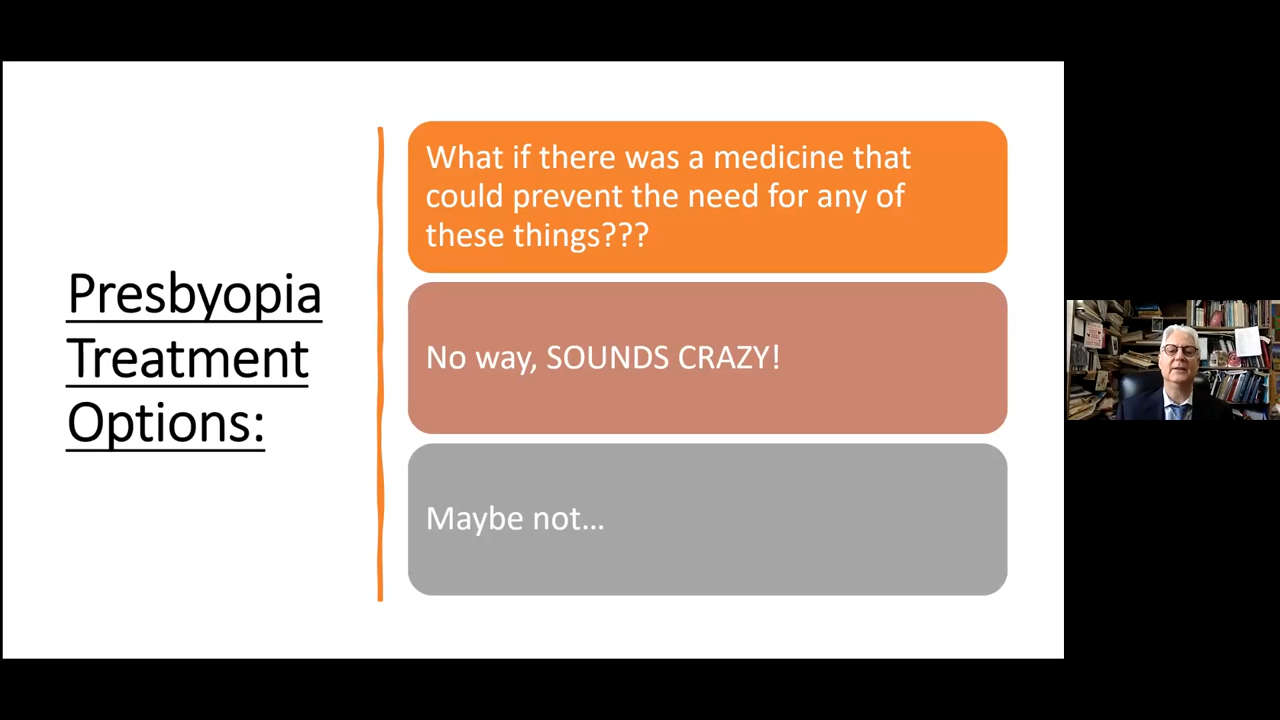 Presbyopia
Treatment
Options:
What if there was a medicine that
could prevent the need for any of
these things???
No way, SOUNDS CRAZY!
Maybe not...